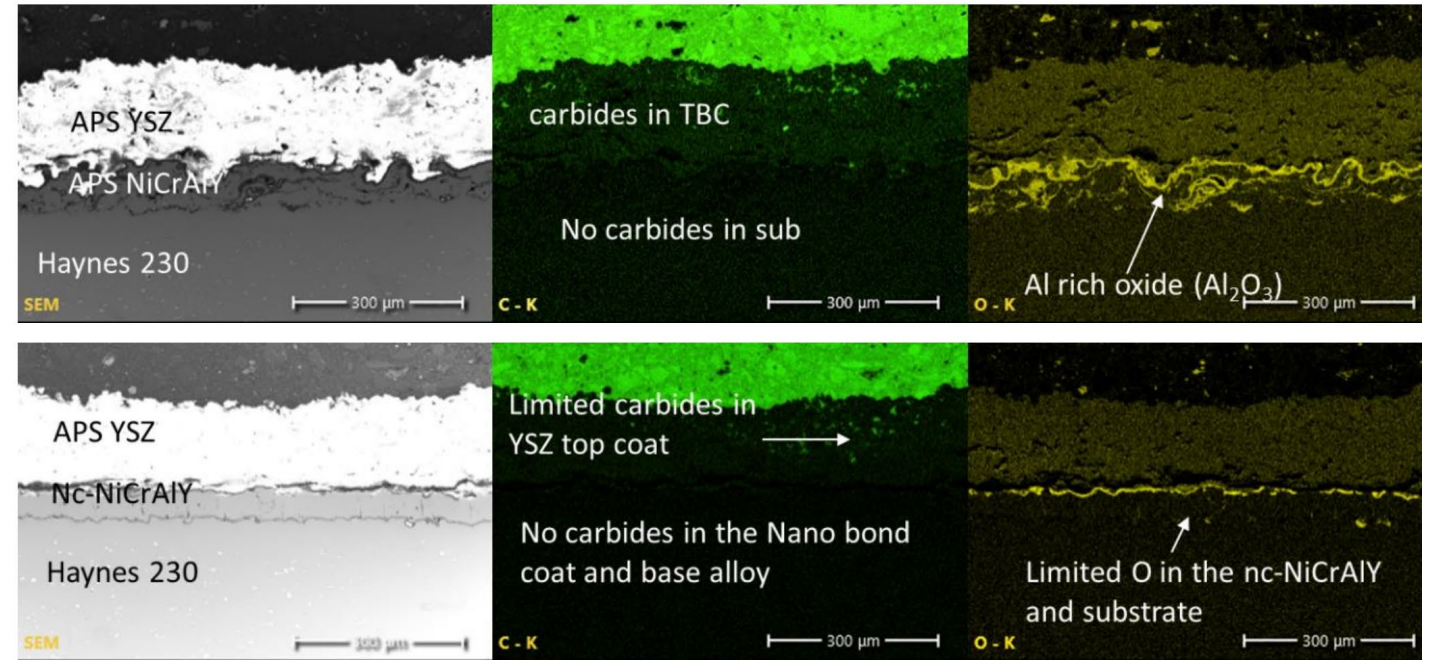 APS YSZ
APS NiCrAlY
Haynes 230
SEM
300 µm
carbides in TBC
No carbides in sub
C - K
300 µm
Al rich oxide (Al₂O₃)
O - K
300 µm
APS YSZ
Nc-NiCrAlY
Haynes 230
SEM
300 µm
Limited carbides in
YSZ top coat
No carbides in the Nano bond
coat and base alloy
C - K
300 µm
Limited O in the nc-NiCrAlY
and substrate
O - K
300 µm